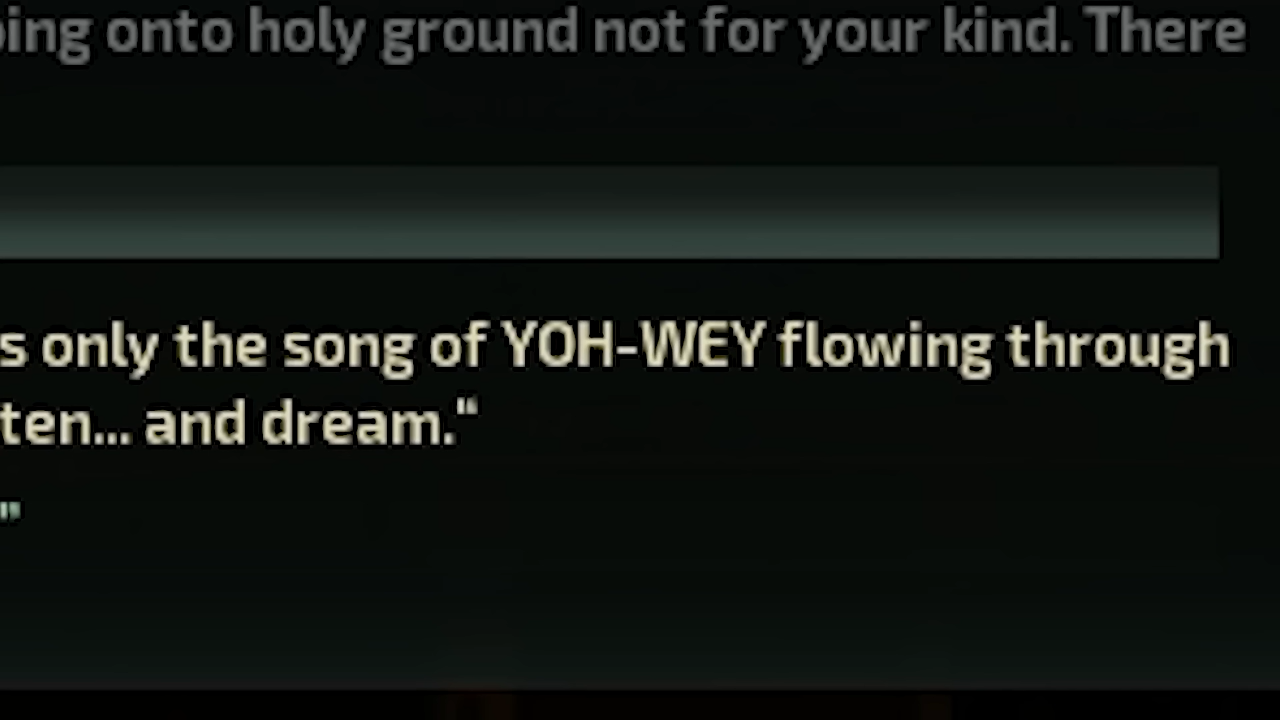 ing onto holy ground not for your kind. There
s only the song of YOH-WEY flowing through
ten... and dream.“
”